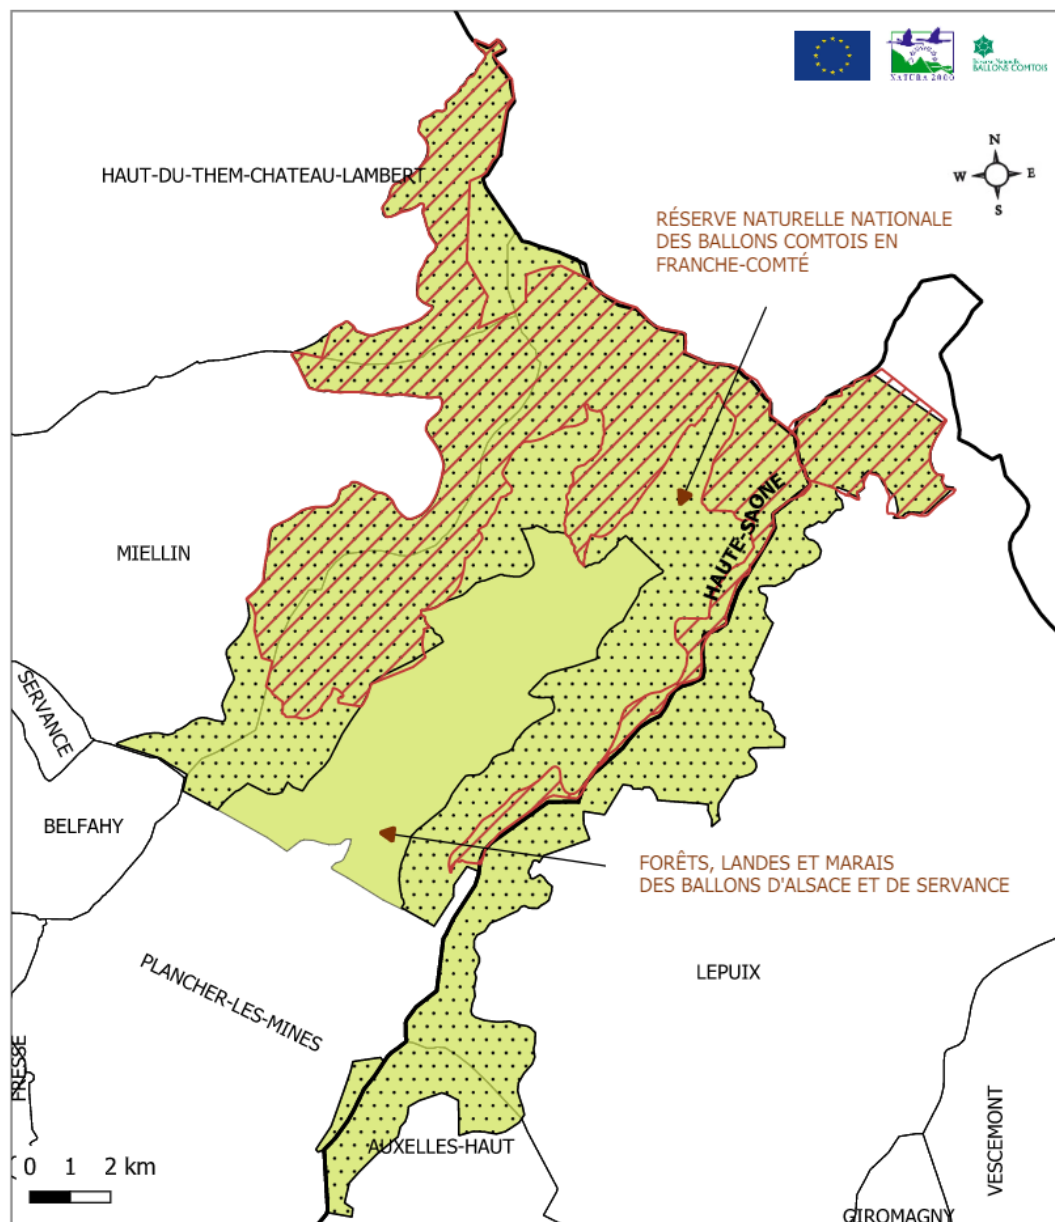 NATURA 2000
BALLONS COMTOIS
N
W E
S
HAUT-DU-THEM-CHATEAU-LAMBERT
RÉSERVE NATURELLE NATIONALE
DES BALLONS COMTOIS EN
FRANCHE-COMTÉ
HAUTE-SAONE
MIELLIN
SERVANCE
BELFAHY
FORÊTS, LANDES ET MARAIS
DES BALLONS D'ALSACE ET DE SERVANCE
PLANCHER-LES-MINES
LEPUIX
FRESSE
VESCEMONT
AUXELLES-HAUT
0 1 2 km
GIROMAGNY